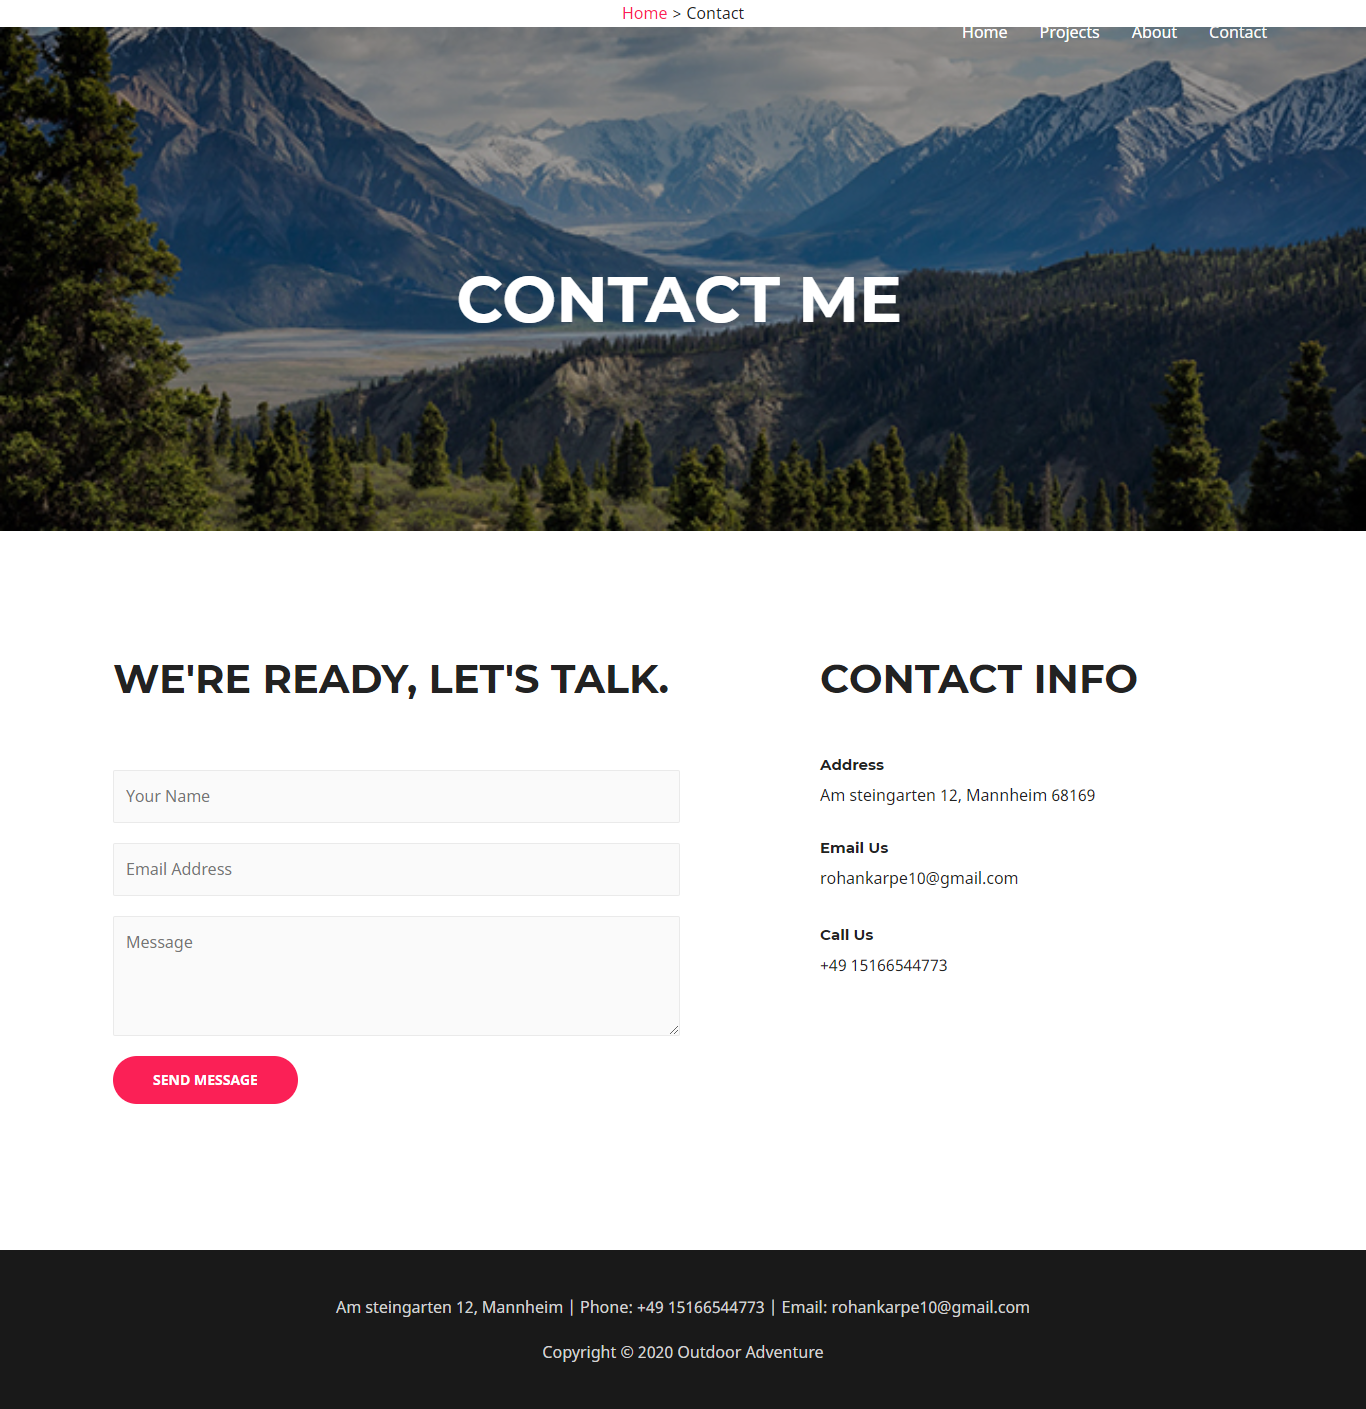 Home > Contact
Home Projects About Contact
CONTACT ME
WE'RE READY, LET'S TALK.
Your Name
Email Address
Message
SEND MESSAGE
CONTACT INFO
Address
Am steingarten 12, Mannheim 68169
Email Us
rohankarpe10@gmail.com
Call Us
+49 15166544773
Am steingarten 12, Mannheim | Phone: +49 15166544773 | Email: rohankarpe10@gmail.com
Copyright © 2020 Outdoor Adventure